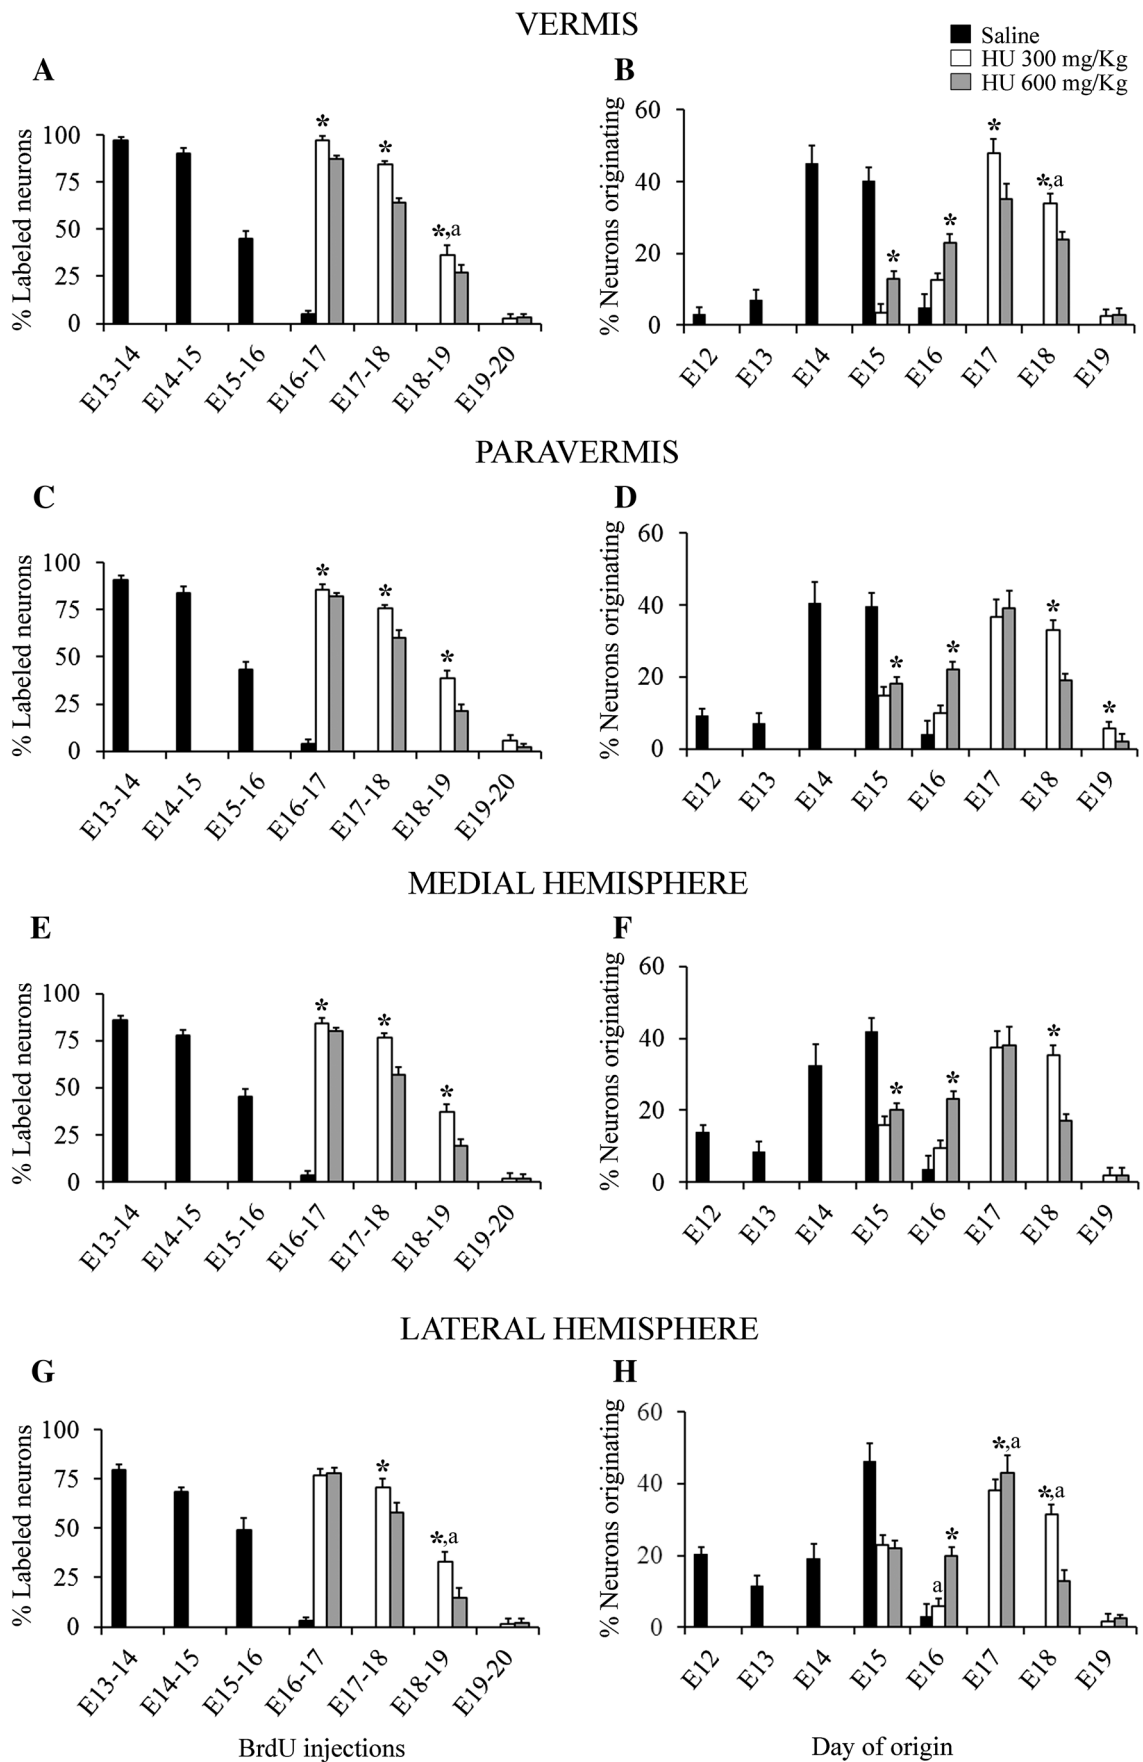 VERMIS
Saline
HU 300 mg/Kg
HU 600 mg/Kg
A
% Labeled neurons
100
75
50
25
0
*
*
*,a
E13-14
E14-15
E15-16
E16-17
E17-18
E18-19
E19-20
B
% Neurons originating
60
40
20
0
*
*
*
*,a
E12
E13
E14
E15
E16
E17
E18
E19
PARAVERMIS
C
% Labeled neurons
100
75
50
25
0
*
*
*
E13-14
E14-15
E15-16
E16-17
E17-18
E18-19
E19-20
D
% Neurons originating
60
40
20
0
*
*
*
*
E12
E13
E14
E15
E16
E17
E18
E19
MEDIAL HEMISPHERE
E
% Labeled neurons
100
75
50
25
0
*
*
*
E13-14
E14-15
E15-16
E16-17
E17-18
E18-19
E19-20
F
% Neurons originating
60
40
20
0
*
*
*
E12
E13
E14
E15
E16
E17
E18
E19
LATERAL HEMISPHERE
G
% Labeled neurons
100
75
50
25
0
*
*,a
E13-14
E14-15
E15-16
E16-17
E17-18
E18-19
E19-20
BrdU injections
H
% Neurons originating
60
40
20
0
a
*
*,a
*,a
E12
E13
E14
E15
E16
E17
E18
E19
Day of origin